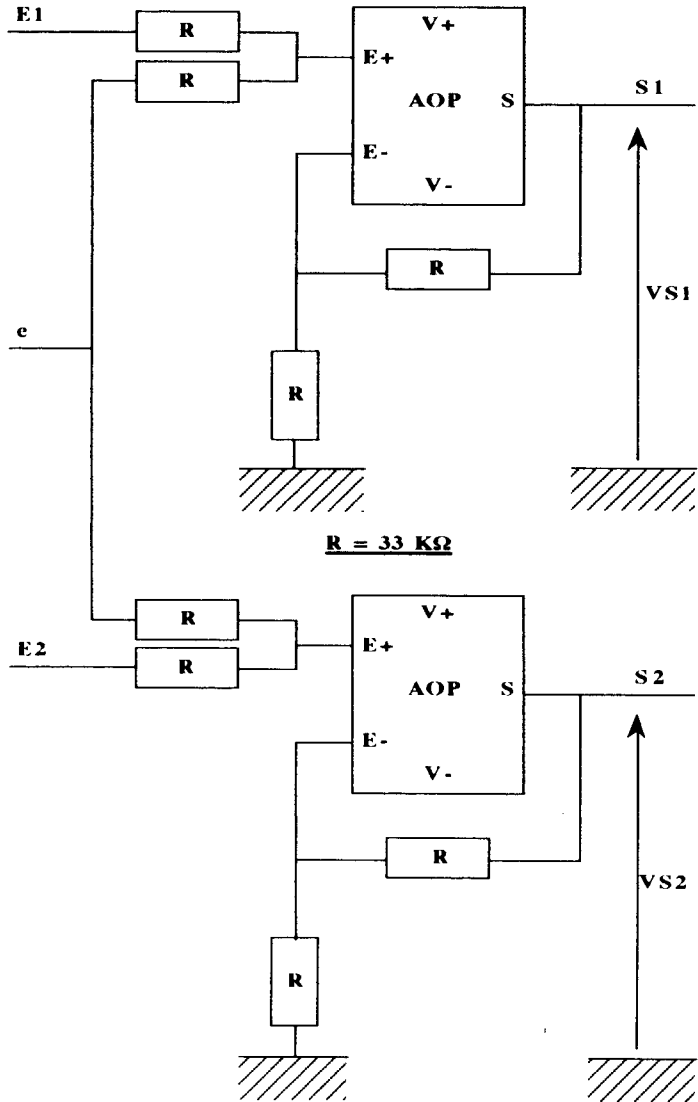 E1
R
V+
E+
R
S1
AOP S
E-
V-
R
VS1
c
R
R = 33 KΩ
R
V+
E2
E+
R
S2
AOP S
E-
V-
R
VS2
R